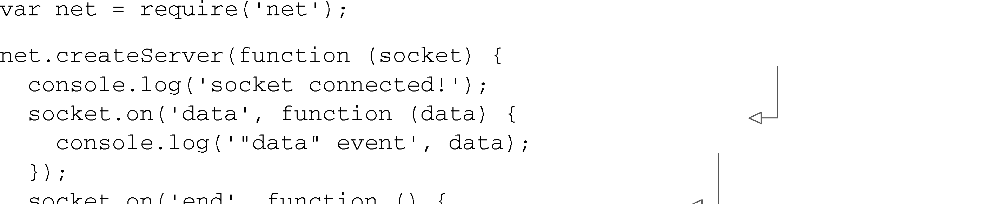 var net = require('net');
net.createServer(function (socket) {
  console.log('socket connected!');
  socket.on('data', function (data) {
    console.log('"data" event', data);
  });
  socket.on('end', function () {